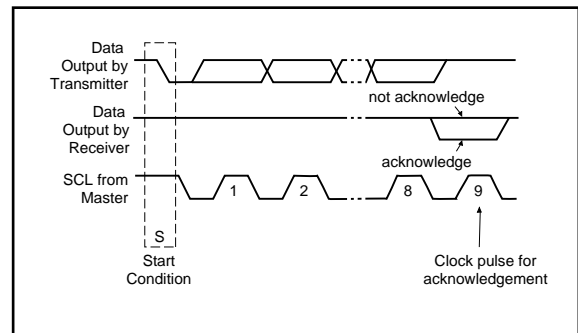 Data
Output by
Transmitter
not acknowledge
Data
Output by
Receiver
acknowledge
SCL from
Master
1
2
8
9
S
Start
Condition
Clock pulse for
acknowledgement